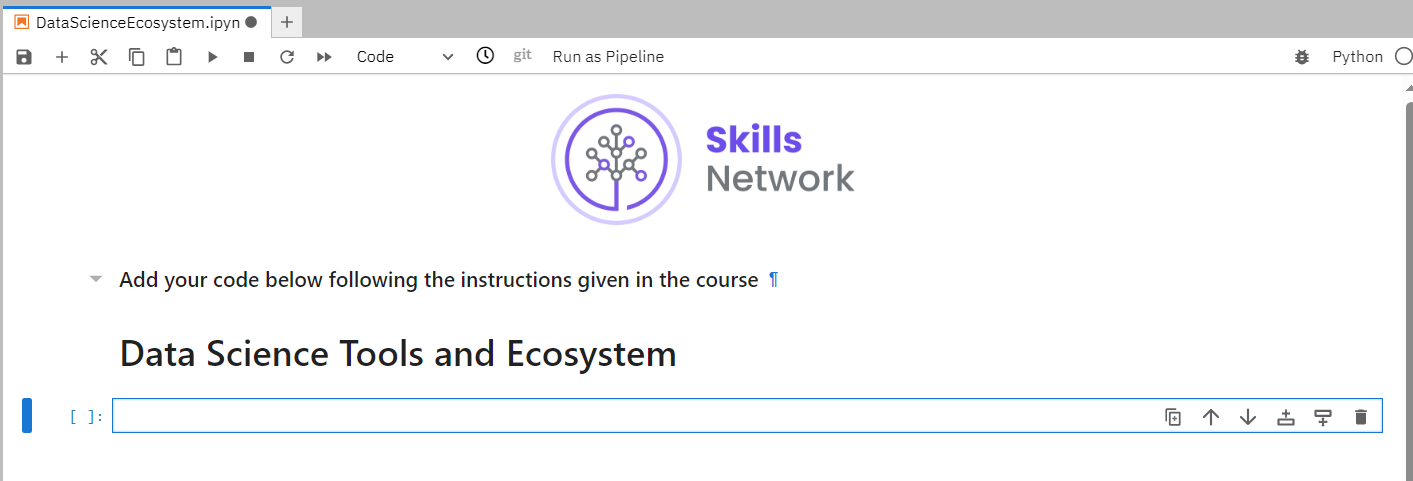 DataScienceEcosystem.ipyn
Code git Run as Pipeline Python
Skills
Network
Add your code below following the instructions given in the course ¶
Data Science Tools and Ecosystem
[ ]: